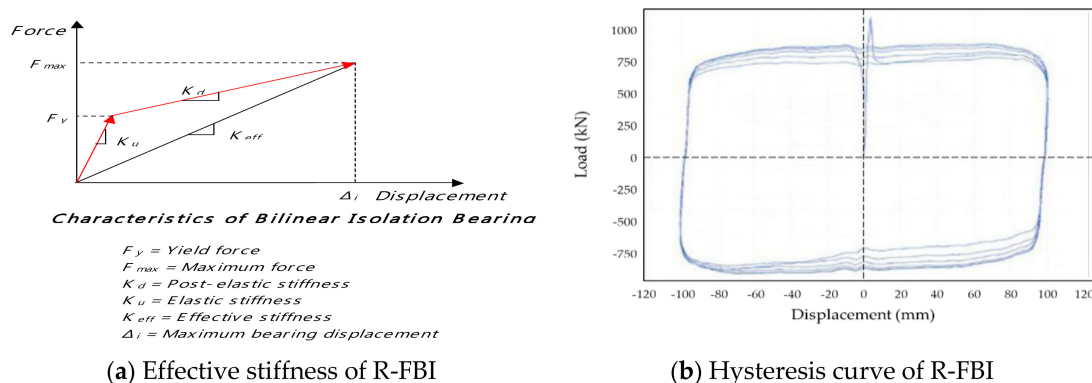 Force
F max
K d
F y
K u
K eff
Δ i Displacement
Characteristics of Bilinear Isolation Bearing
F y = Yield force
F max = Maximum force
K d = Post-elastic stiffness
K u = Elastic stiffness
K eff = Effective stiffness
Δ i = Maximum bearing displacement
(a) Effective stiffness of R-FBI
Load (kN)
1000
750
500
250
0
-250
-500
-750
-120 -100 -80 -60 -40 -20 0 20 40 60 80 100 120
Displacement (mm)
(b) Hysteresis curve of R-FBI